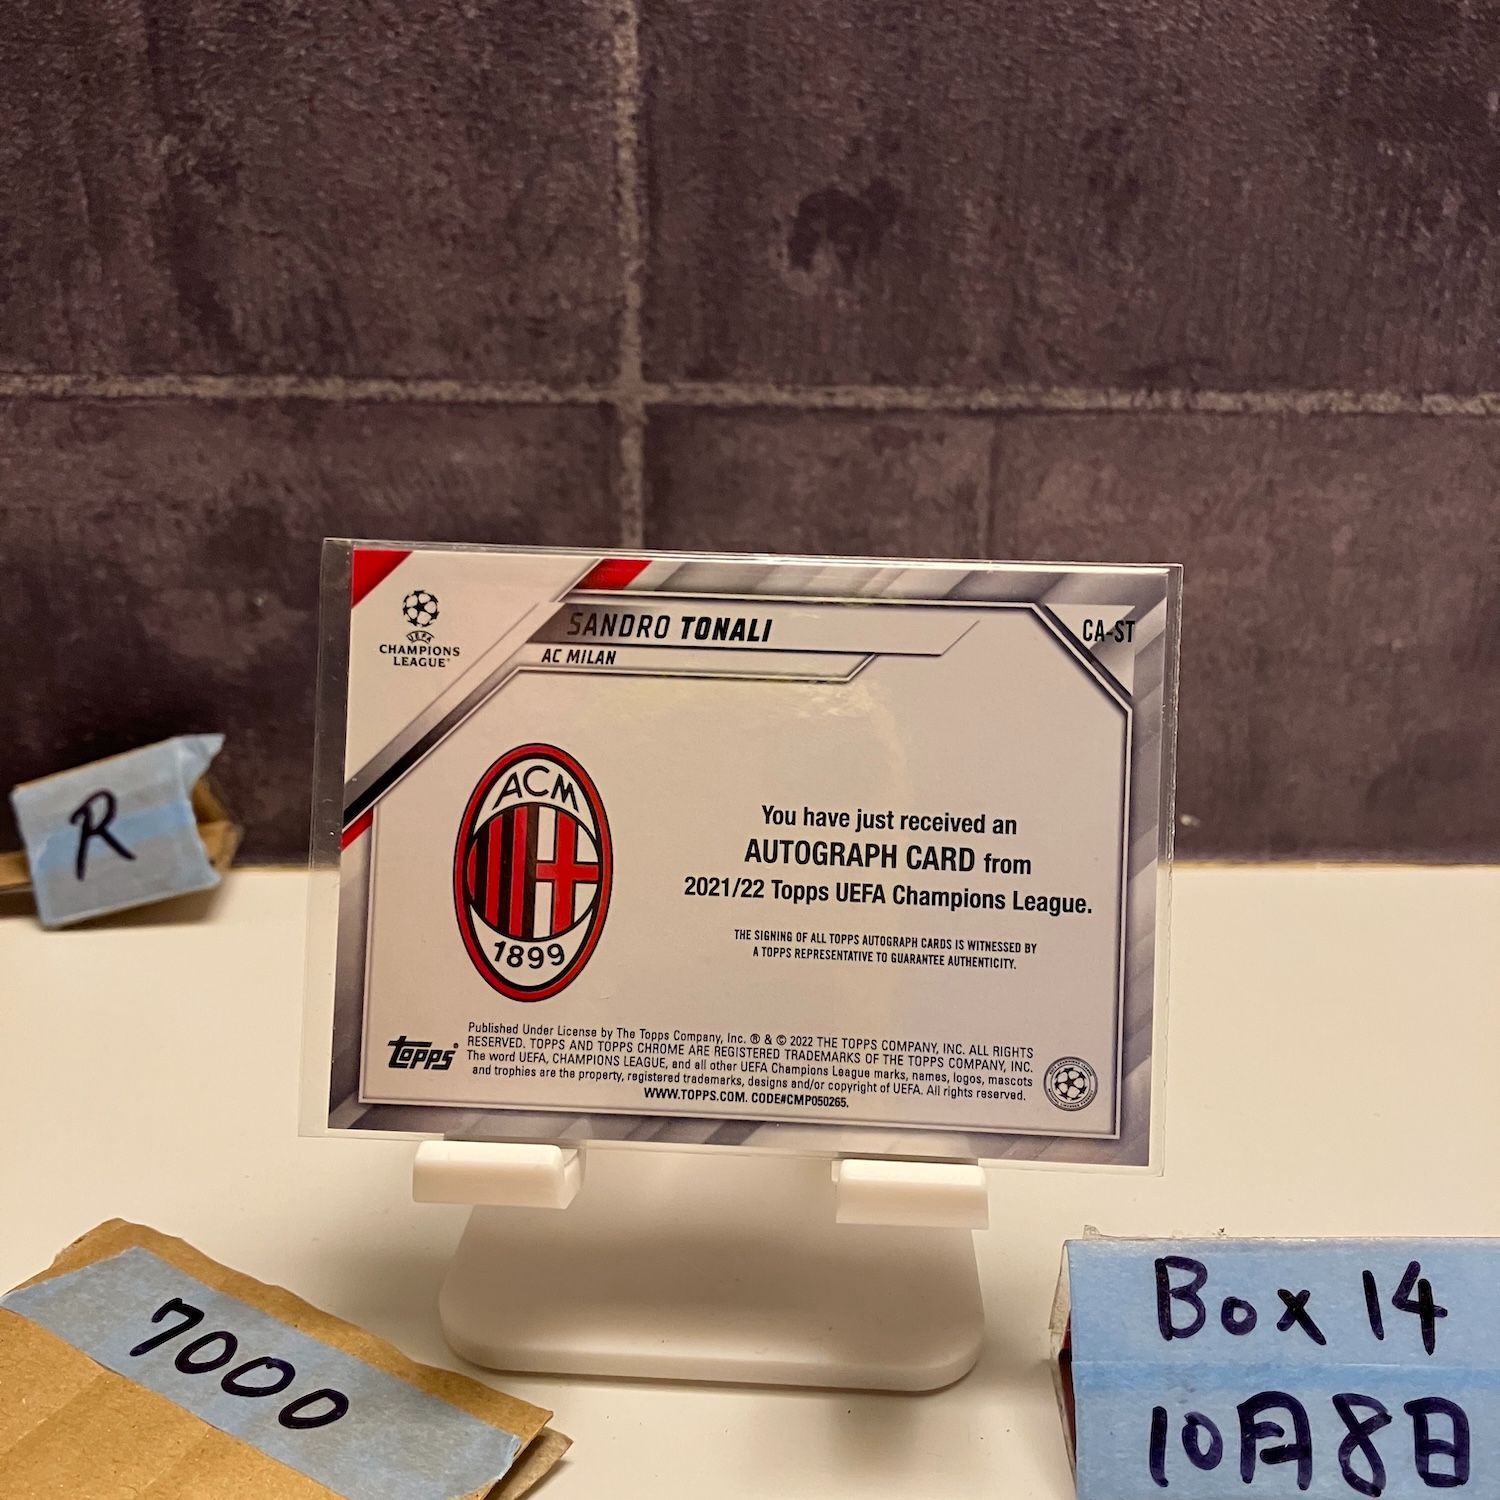 UEFA
CHAMPIONS
LEAGUE
SANDRO TONALI
AC MILAN
CA-ST
R
ACM
1899
You have just received an
AUTOGRAPH CARD from
2021/22 Topps UEFA Champions League.
THE SIGNING OF ALL TOPPS AUTOGRAPH CARDS IS WITNESSED BY
A TOPPS REPRESENTATIVE TO GUARANTEE AUTHENTICITY.
Topps®
Published Under License by The Topps Company, Inc. ® & © 2022 THE TOPPS COMPANY, INC. ALL RIGHTS
RESERVED. TOPPS AND TOPPS CHROME ARE REGISTERED TRADEMARKS OF THE TOPPS COMPANY, INC.
The word UEFA, CHAMPIONS LEAGUE, and all other UEFA Champions League marks, names, logos, mascots
and trophies are the property, registered trademarks, designs and/or copyright of UEFA. All rights reserved.
WWW.TOPPS.COM. CODE#CMP050265.
7000
Box 14
10月8日